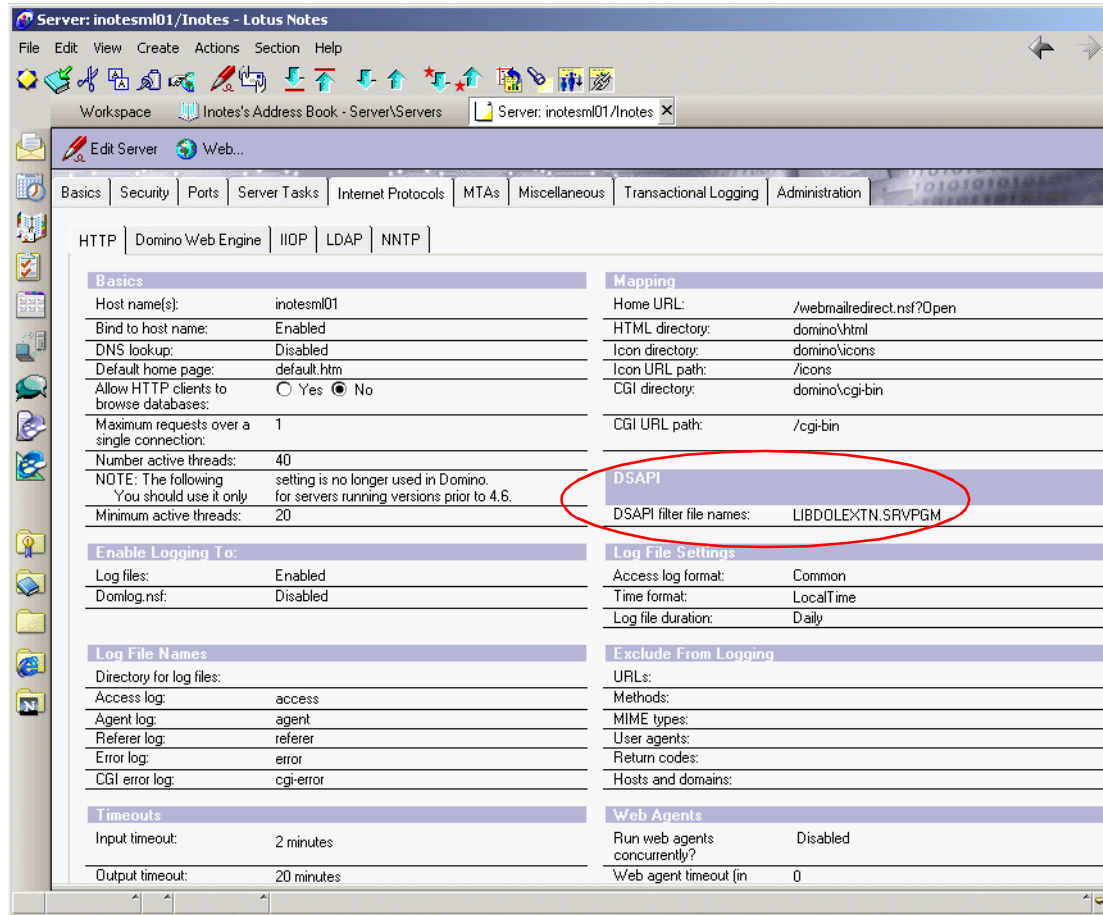 Server: inotesml01/Inotes - Lotus Notes
File Edit View Create Actions Section Help
Workspace Inotes's Address Book - Server\Servers Server: inotesml01/Inotes
Edit Server Web...
Basics Security Ports Server Tasks Internet Protocols MTAs Miscellaneous Transactional Logging Administration
HTTP Domino Web Engine IIOP LDAP NNTP
Basics
Host name(s): inotesml01
Bind to host name: Enabled
DNS lookup: Disabled
Default home page: default.htm
Allow HTTP clients to Yes No
browse databases:
Maximum requests over a 1
single connection:
Number active threads: 40
NOTE: The following setting is no longer used in Domino.
You should use it only for servers running versions prior to 4.6.
Minimum active threads: 20
Enable Logging To:
Log files: Enabled
Domlog.nsf: Disabled
Log File Names
Directory for log files:
Access log: access
Agent log: agent
Referer log: referer
Error log: error
CGI error log: cgi-error
Timeouts
Input timeout: 2 minutes
Output timeout: 20 minutes
Mapping
Home URL: /webmailredirect.nsf?Open
HTML directory: domino\html
Icon directory: domino\icons
Icon URL path: /icons
CGI directory: domino\cgi-bin
CGI URL path: /cgi-bin
DSAPI
DSAPI filter file names: LIBDOLEXTN.SRVPGM
Log File Settings
Access log format: Common
Time format: LocalTime
Log file duration: Daily
Exclude From Logging
URLs:
Methods:
MIME types:
User agents:
Return codes:
Hosts and domains:
Web Agents
Run web agents Disabled
concurrently?
Web agent timeout (in 0